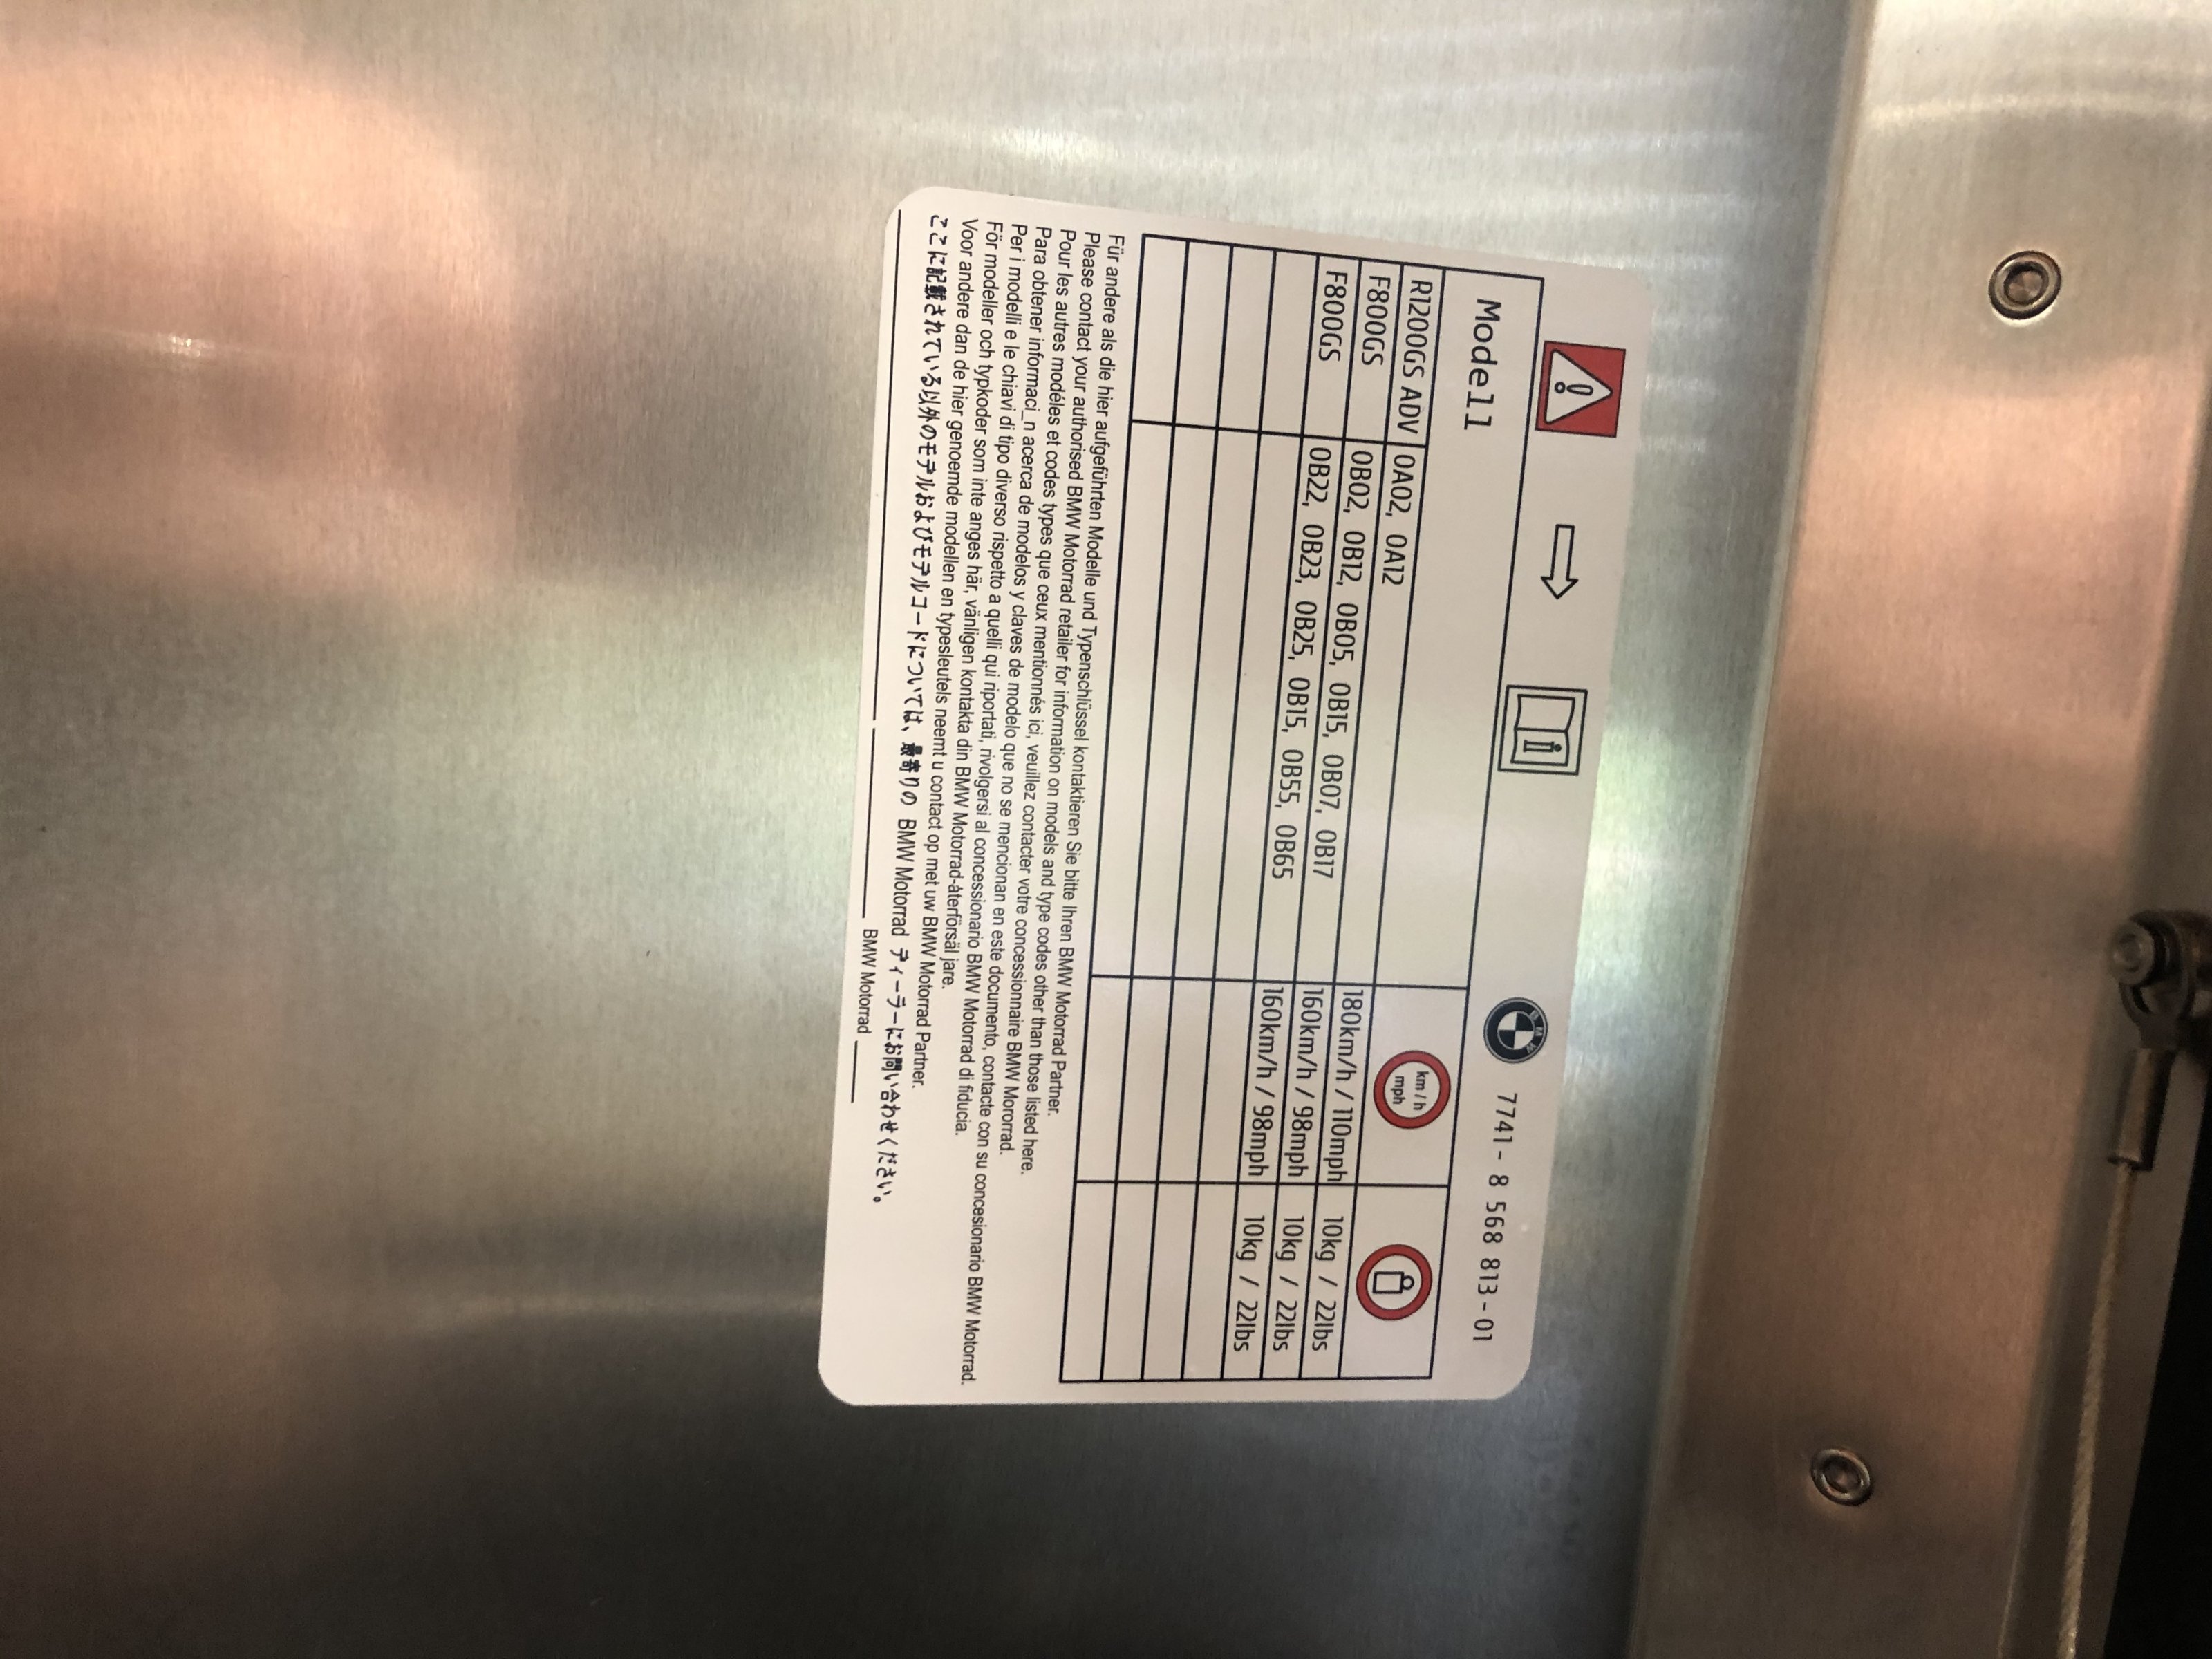 7741 - 8 568 813 - 01
Modell km / h mph
R1200GS ADV 0A02, 0A12 180km/h / 110mph 10kg / 22lbs
F800GS 0B02, 0B12, 0B05, 0B15, 0B07, 0B17 160km/h / 98mph 10kg / 22lbs
F800GS 0B22, 0B23, 0B25, 0B15, 0B55, 0B65 160km/h / 98mph 10kg / 22lbs
Für andere als die hier aufgeführten Modelle und Typenschlüssel kontaktieren Sie bitte Ihren BMW Motorrad Partner.
Please contact your authorised BMW Motorrad retailer for information on models and type codes other than those listed here.
Pour les autres modéles et codes types que ceux mentionnés ici, veuillez contacter votre concessionnaire BMW Mororrad.
Para obtener informaci_n acerca de modelos y claves de modelo que no se mencionan en este documento, contacte con su concesionario BMW Motorrad.
Per i modelli e le chiavi di tipo diverso rispetto a quelli qui riportati, rivolgersi al concessionario BMW Motorrad di fiducia.
För modeller och typkoder som inte anges här, vänligen kontakta din BMW Motorrad-återförsäl jare.
Voor andere dan de hier genoemde modellen en typesleutels neemt u contact op met uw BMW Motorrad Partner.
ここに記載されている以外のモデルおよびモデルコードについては、最寄りの BMW Motorrad ディーラーにお問い合わせください。
BMW Motorrad